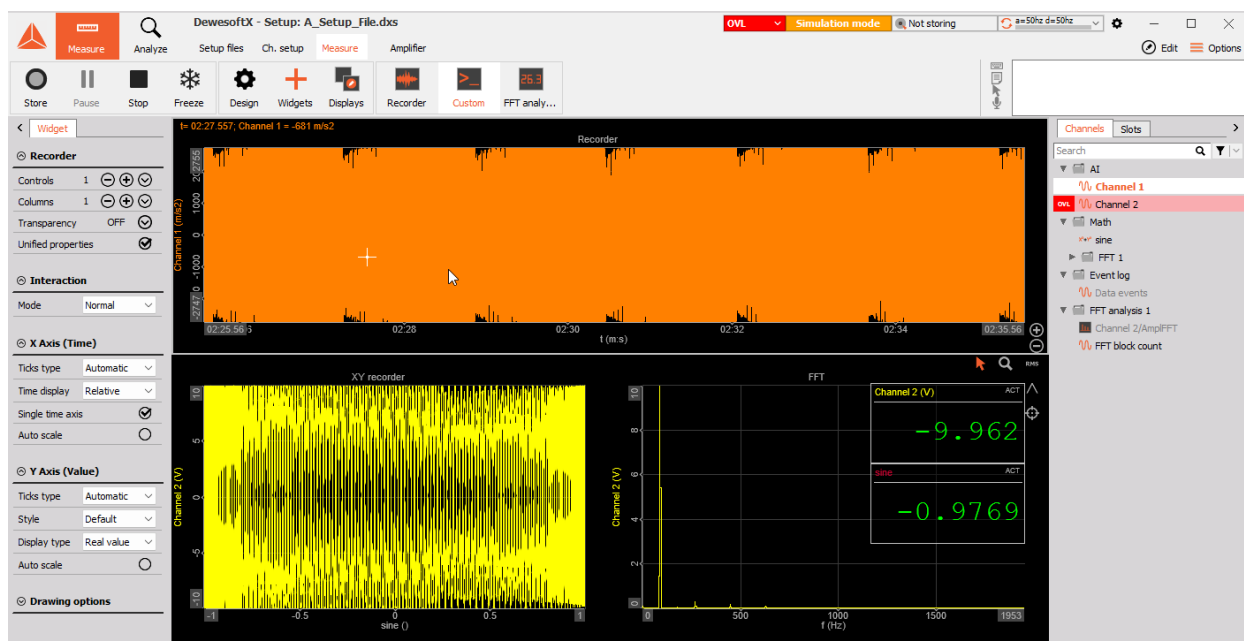 DewesoftX - Setup: A_Setup_File.dxs
OVL
Simulation mode
Not storing
a=50hz d=50hz
Measure
Analyze
Setup files
Ch. setup
Measure
Amplifier
Edit
Options
Store
Pause
Stop
Freeze
Design
Widgets
Displays
Recorder
>_
Custom
26.3
FFT analy...
Widget
Recorder
Controls 1
Columns 1
Transparency OFF
Unified properties
Interaction
Mode Normal
X Axis (Time)
Ticks type Automatic
Time display Relative
Single time axis
Auto scale
Y Axis (Value)
Ticks type Automatic
Style Default
Display type Real value
Auto scale
Drawing options
t= 02:27.557; Channel 1 = -681 m/s2
Recorder
Channel 1 (m/s2)
1000
0
-1000
02:25.56
02:28
02:30
02:32
02:34
02:35.56
t (m:s)
XY recorder
Channel 2 (V)
10
5
0
-5
-10
-1
-0.5
0
0.5
1
sine ()
FFT
RMS
Channel 2 (V)
10
8
6
4
2
0
0
500
1000
1500
1953
f (Hz)
Channel 2 (V) ACT
-9.962
sine ACT
-0.9769
Channels
Slots
Search
AI
Channel 1
OVL Channel 2
Math
sine
FFT 1
Event log
Data events
FFT analysis 1
Channel 2/AmplFFT
FFT block count